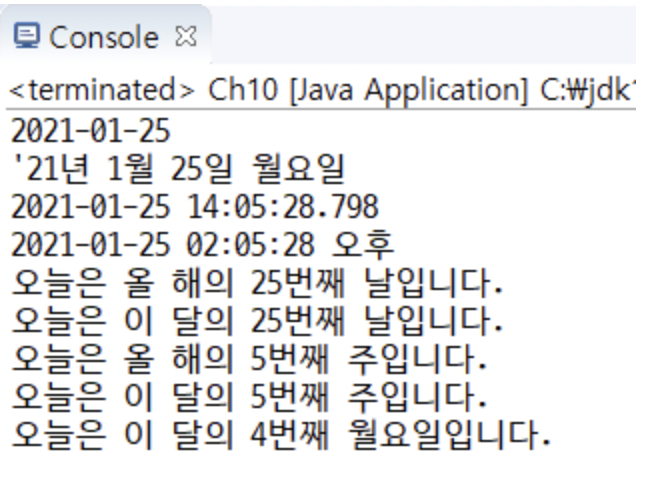 Console
<terminated> Ch10 [Java Application] C:₩jdk
2021-01-25
'21년 1월 25일 월요일
2021-01-25 14:05:28.798
2021-01-25 02:05:28 오후
오늘은 올 해의 25번째 날입니다.
오늘은 이 달의 25번째 날입니다.
오늘은 올 해의 5번째 주입니다.
오늘은 이 달의 5번째 주입니다.
오늘은 이 달의 4번째 월요일입니다.